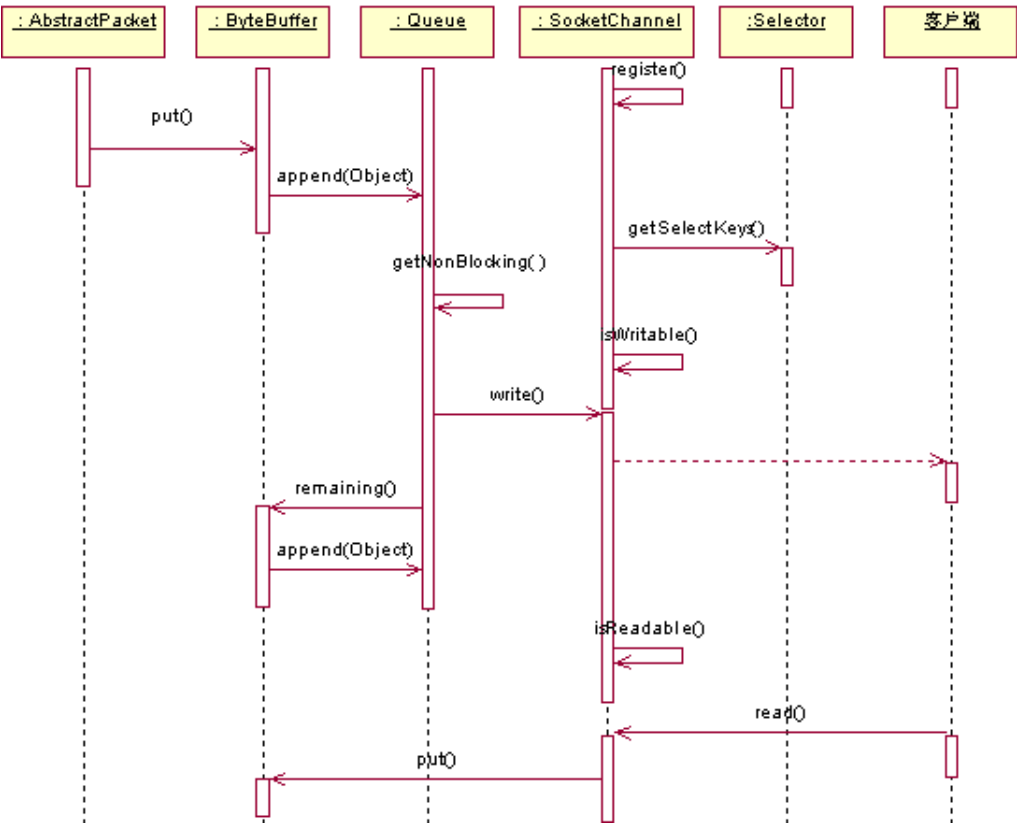 : AbstractPacket
: ByteBuffer
: Queue
: SocketChannel
:Selector
客户端
register()
put()
append(Object)
getSelectKeys()
getNonBlocking( )
isWritable()
write()
remaining()
append(Object)
isReadable()
read()
put()